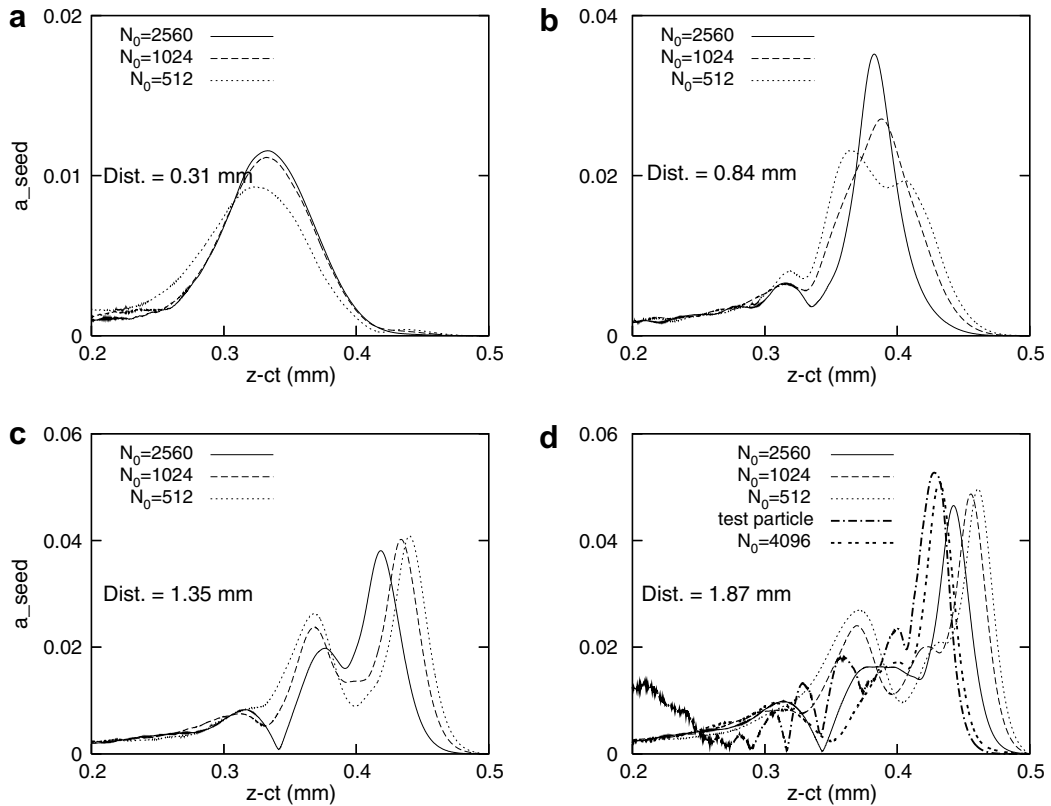 a
0.02
N0=2560
N0=1024
N0=512
0.01
Dist. = 0.31 mm
a_seed
0
0.2 0.3 0.4 0.5
z-ct (mm)
b
0.04
N0=2560
N0=1024
N0=512
0.02
Dist. = 0.84 mm
0
0.2 0.3 0.4 0.5
z-ct (mm)
c
0.06
N0=2560
N0=1024
N0=512
0.04
Dist. = 1.35 mm
a_seed
0.02
0
0.2 0.3 0.4 0.5
z-ct (mm)
d
0.06
N0=2560
N0=1024
N0=512
test particle
N0=4096
0.04
Dist. = 1.87 mm
0.02
0
0.2 0.3 0.4 0.5
z-ct (mm)